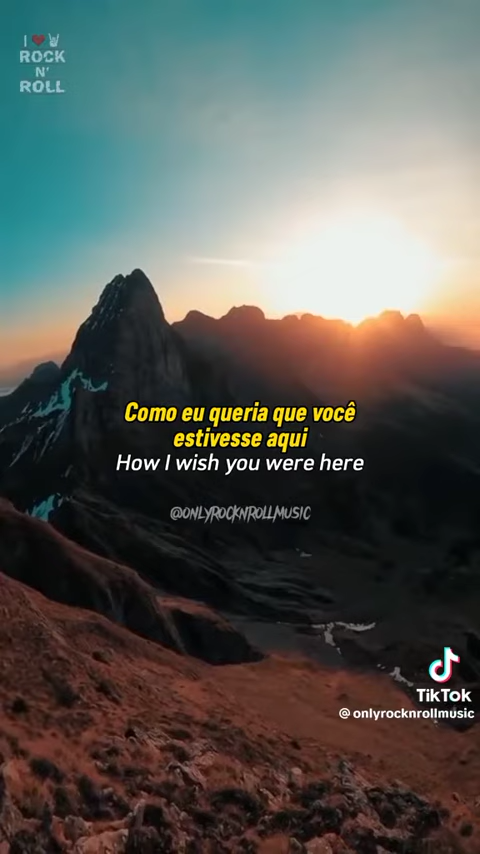 I ❤️🤘
ROCK
N'
ROLL
Como eu queria que você
estivesse aqui
How I wish you were here
@ONLYROCKNROLLMUSIC
TikTok
@onlyrocknrollmusic